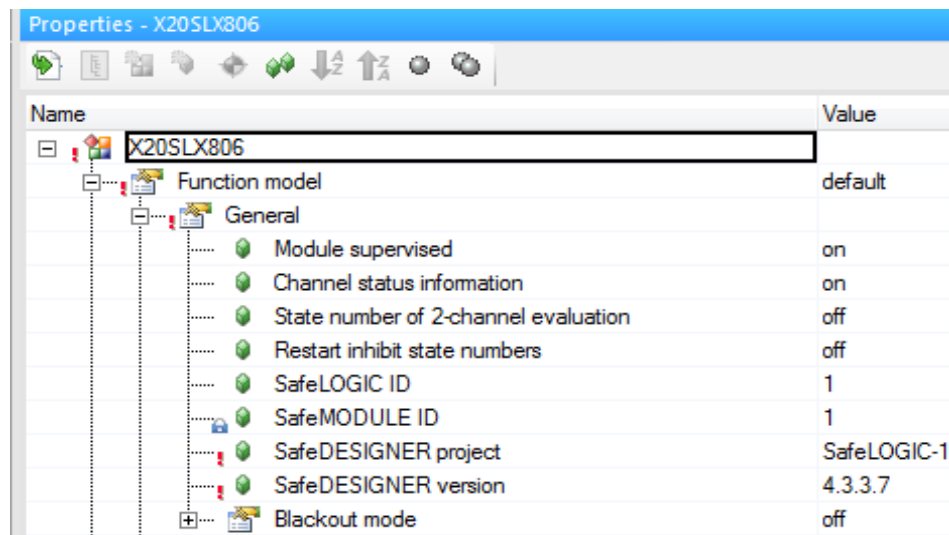 Properties - X20SLX806
Name Value
X20SLX806
Function model default
General
Module supervised on
Channel status information on
State number of 2-channel evaluation off
Restart inhibit state numbers off
SafeLOGIC ID 1
SafeMODULE ID 1
SafeDESIGNER project SafeLOGIC-1
SafeDESIGNER version 4.3.3.7
Blackout mode off